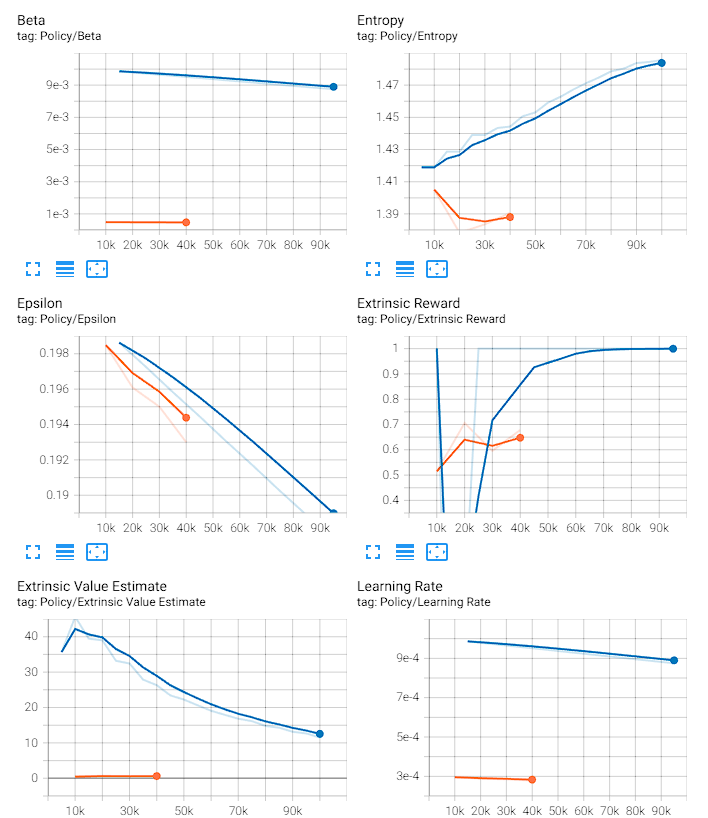 Beta
tag: Policy/Beta
9e-3
7e-3
5e-3
3e-3
1e-3
10k 20k 30k 40k 50k 60k 70k 80k 90k
Entropy
tag: Policy/Entropy
1.47
1.45
1.43
1.41
1.39
10k 30k 50k 70k 90k
Epsilon
tag: Policy/Epsilon
0.198
0.196
0.194
0.192
0.19
10k 20k 30k 40k 50k 60k 70k 80k 90k
Extrinsic Reward
tag: Policy/Extrinsic Reward
1
0.9
0.8
0.7
0.6
0.5
0.4
10k 20k 30k 40k 50k 60k 70k 80k 90k
Extrinsic Value Estimate
tag: Policy/Extrinsic Value Estimate
40
30
20
10
0
10k 30k 50k 70k 90k
Learning Rate
tag: Policy/Learning Rate
9e-4
7e-4
5e-4
3e-4
10k 20k 30k 40k 50k 60k 70k 80k 90k